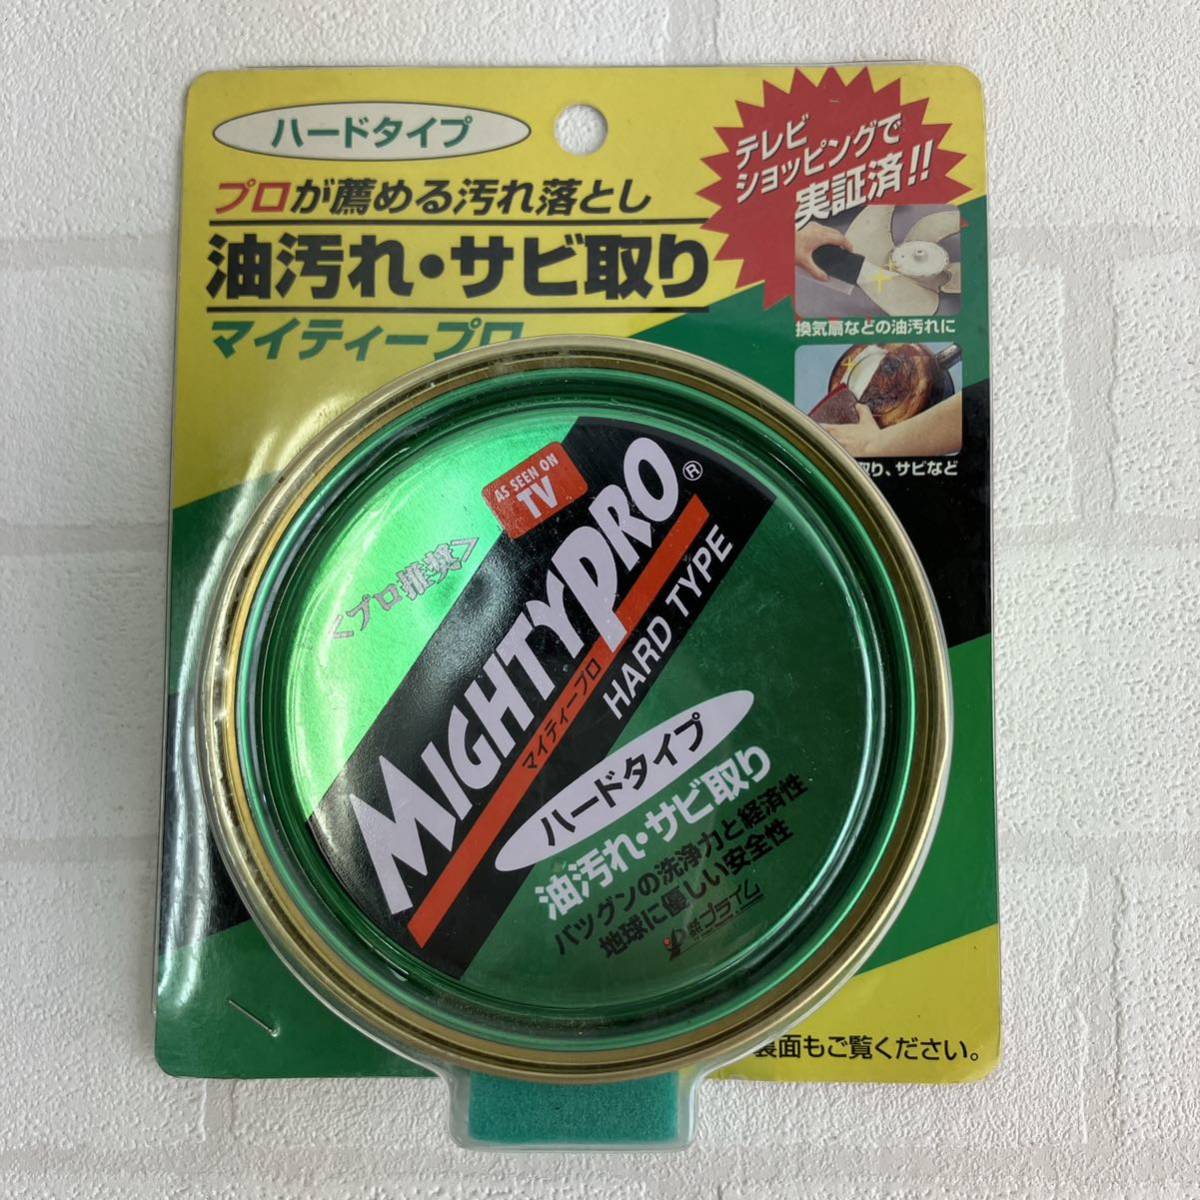 ハードタイプ
プロが薦める汚れ落とし
油汚れ・サビ取り
マイティープロ
テレビ
ショッピングで
実証済!!
換気扇などの油汚れに
取り、サビなど
AS SEEN ON
TV
<プロ推奨>
MIGHTYPRO®
マイティープロ
HARD TYPE
ハードタイプ
油汚れ・サビ取り
バツグンの洗浄力と経済性
地球に優しい安全性
プライム
裏面もご覧ください。